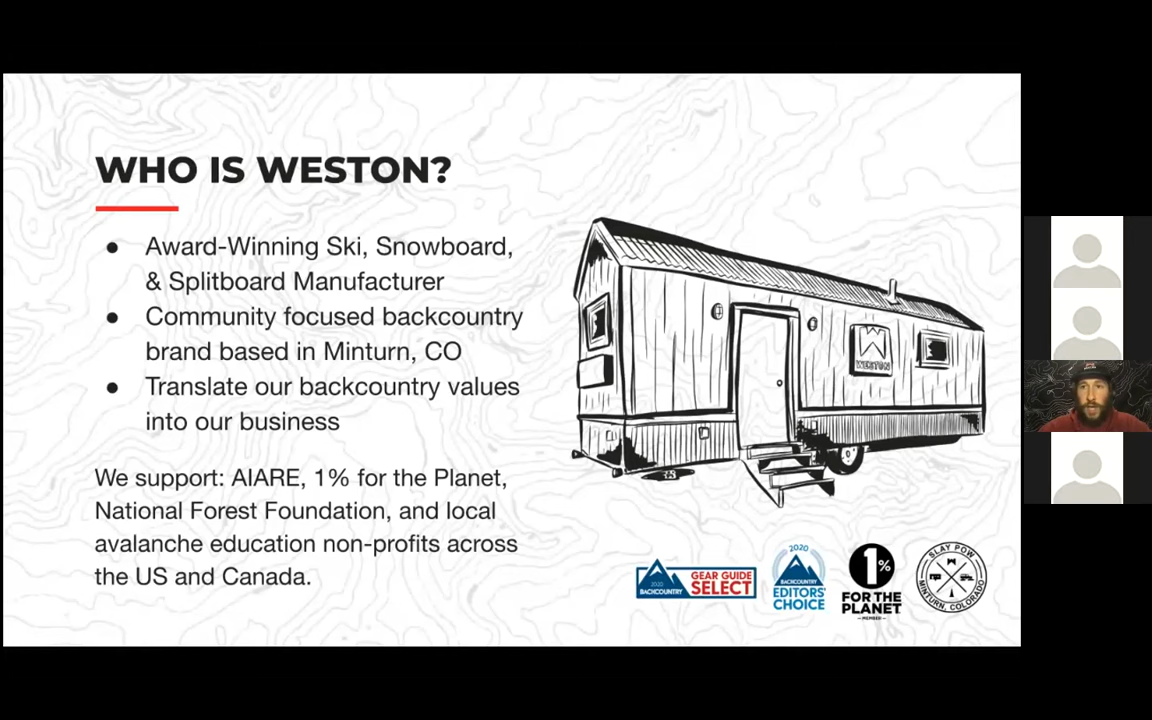 WHO IS WESTON?
● Award-Winning Ski, Snowboard,
& Splitboard Manufacturer
● Community focused backcountry
brand based in Minturn, CO
● Translate our backcountry values
into our business
We support: AIARE, 1% for the Planet,
National Forest Foundation, and local
avalanche education non-profits across
the US and Canada.
WESTON
2020
BACKCOUNTRY
GEAR GUIDE
SELECT
2020
BACKCOUNTRY
EDITORS'
CHOICE
1%
FOR THE
PLANET
MEMBER
SLAY POW
MINTURN, COLORADO